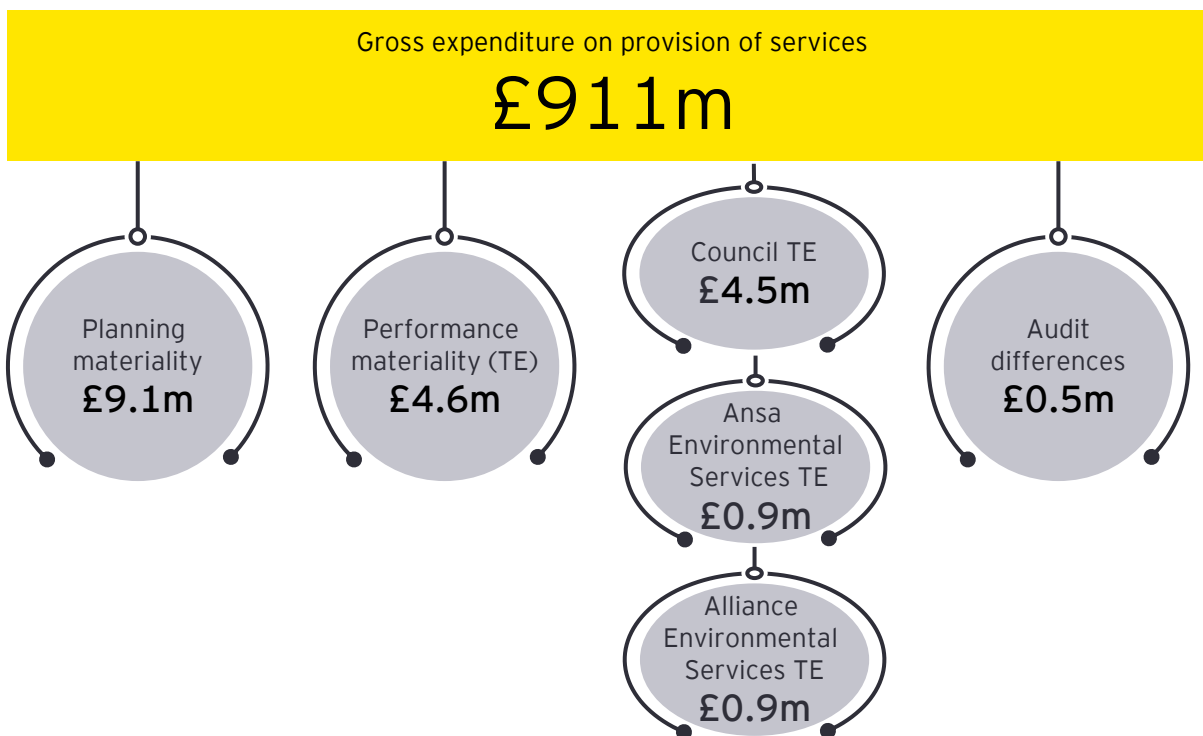 Gross expenditure on provision of services
£911m
Planning
materiality
£9.1m
Performance
materiality (TE)
£4.6m
Council TE
£4.5m
Ansa
Environmental
Services TE
£0.9m
Alliance
Environmental
Services TE
£0.9m
Audit
differences
£0.5m